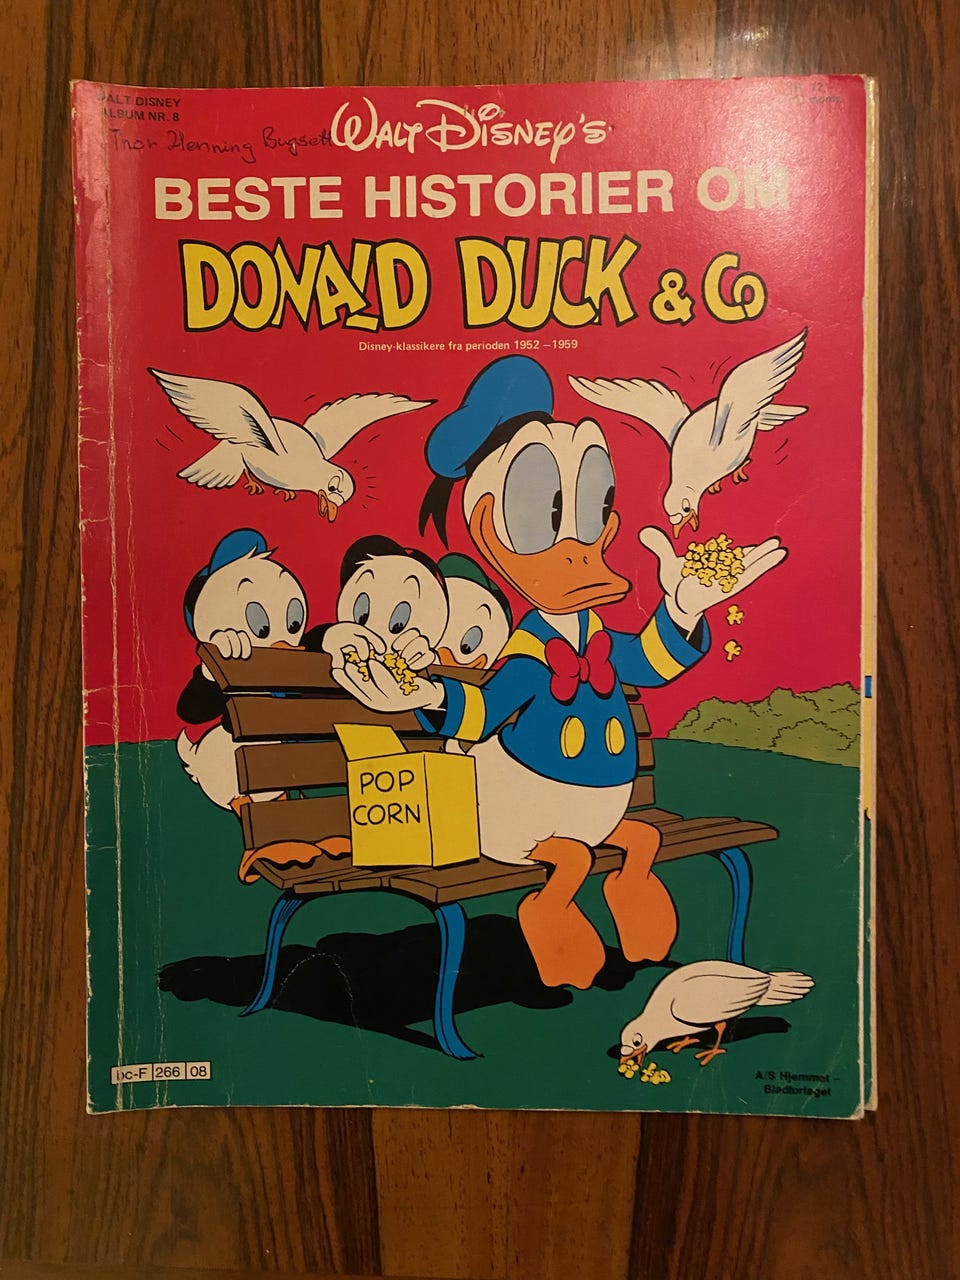 WALT DISNEY
ALBUM NR. 8
Thor Henning Bugsett
WALT DISNEY'S
BESTE HISTORIER OM
DONALD DUCK & Co
Disney-klassikere fra perioden 1952 – 1959
POP
CORN
bc-F 266 08
A/S Hjemmet –
Bladforlaget